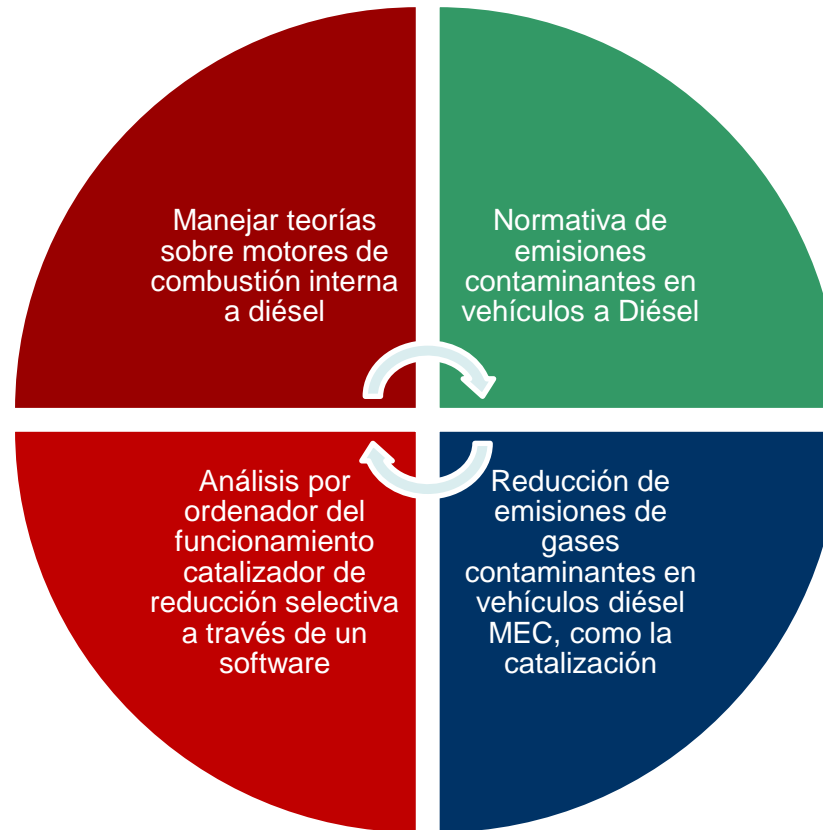 Manejar teorías
sobre motores de
combustión interna
a diésel
Normativa de
emisiones
contaminantes en
vehículos a Diésel
Análisis por
ordenador del
funcionamiento
catalizador de
reducción selectiva
a través de un
software
Reducción de
emisiones de
gases
contaminantes en
vehículos diésel
MEC, como la
catalización